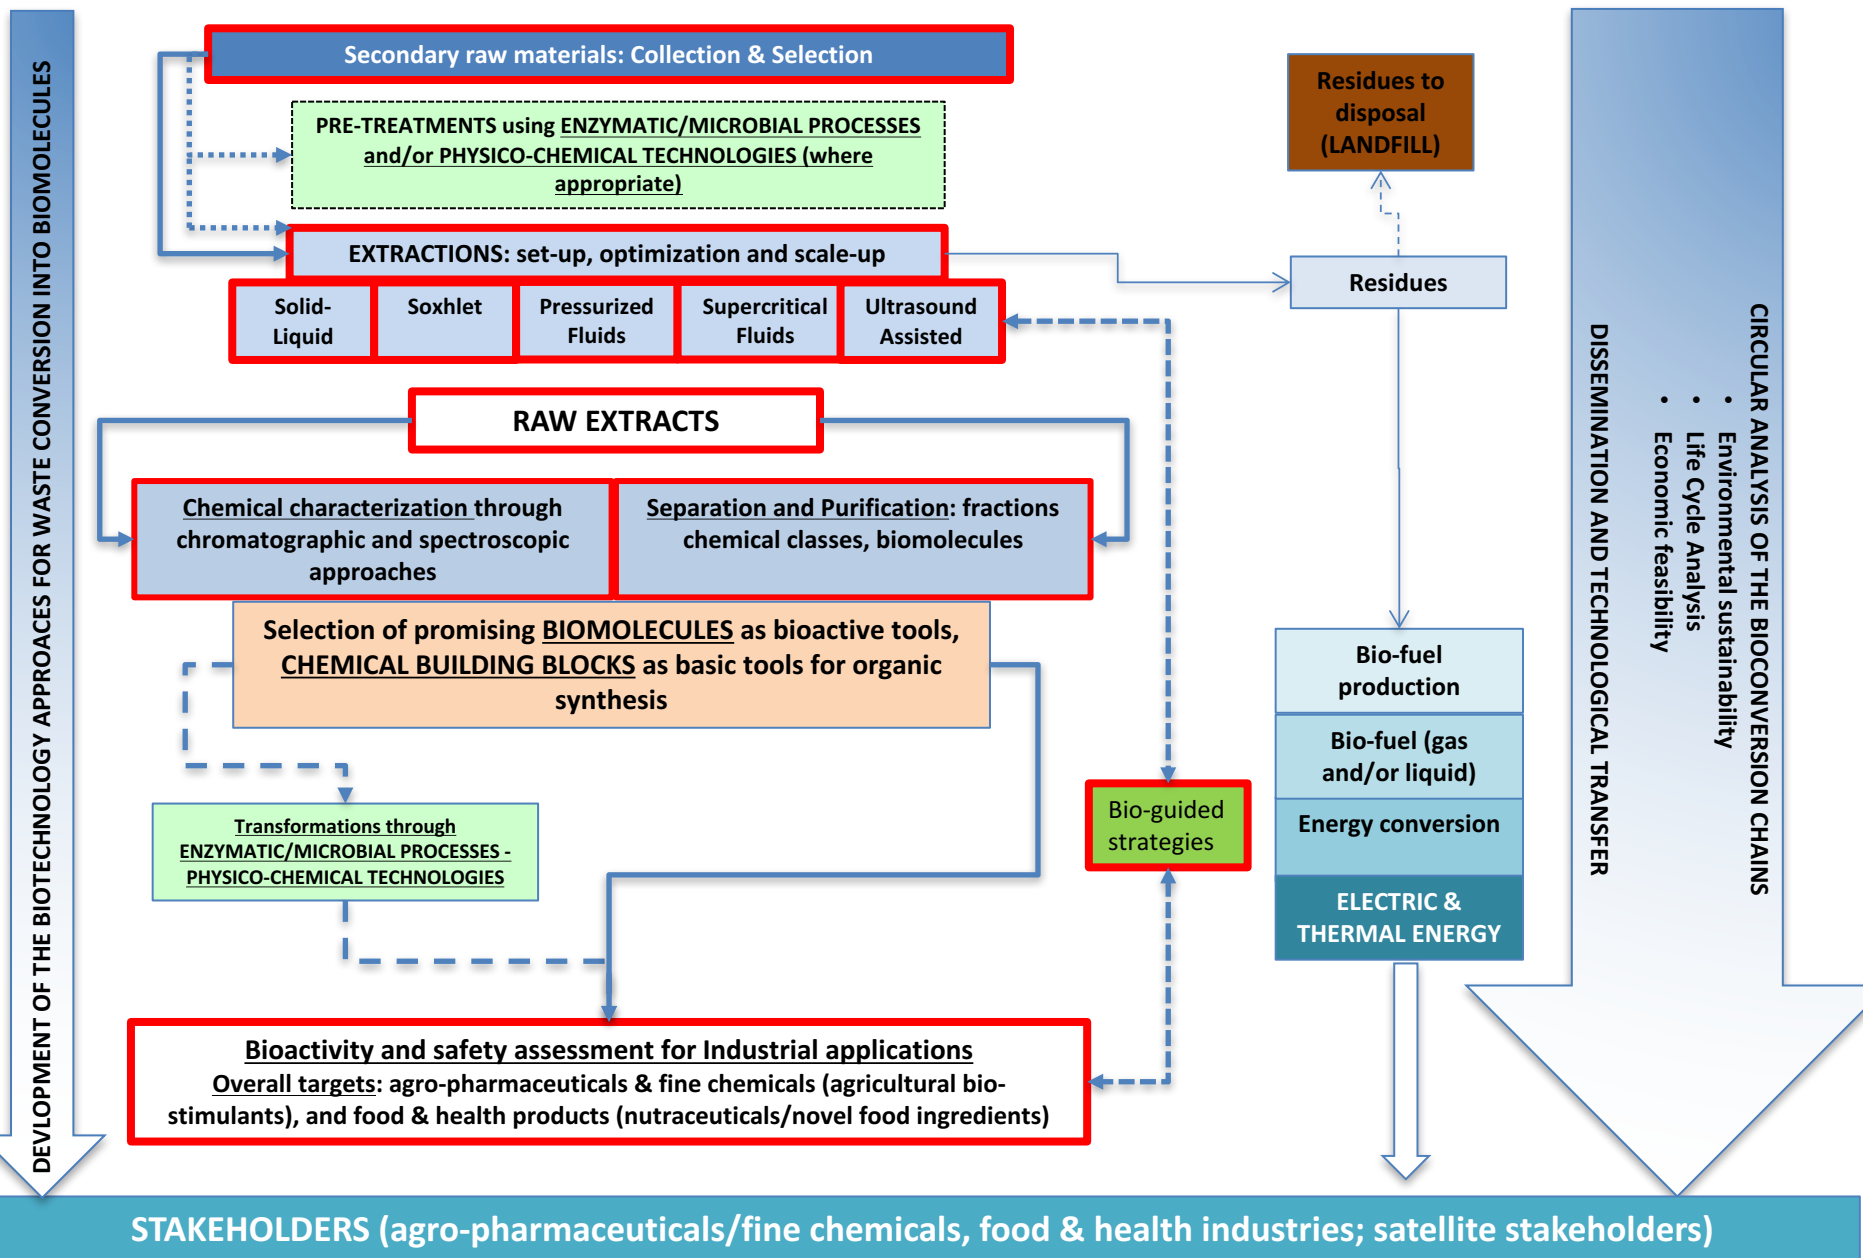 DEVLOPMENT OF THE BIOTECHNOLOGY APPROACES FOR WASTE CONVERSION INTO BIOMOLECULES
Secondary raw materials: Collection & Selection
PRE-TREATMENTS using ENZYMATIC/MICROBIAL PROCESSES
and/or PHYSICO-CHEMICAL TECHNOLOGIES (where
appropriate)
EXTRACTIONS: set-up, optimization and scale-up
Solid-
Liquid
Soxhlet
Pressurized
Fluids
Supercritical
Fluids
Ultrasound
Assisted
RAW EXTRACTS
Chemical characterization through
chromatographic and spectroscopic
approaches
Separation and Purification: fractions
chemical classes, biomolecules
Selection of promising BIOMOLECULES as bioactive tools,
CHEMICAL BUILDING BLOCKS as basic tools for organic
synthesis
Transformations through
ENZYMATIC/MICROBIAL PROCESSES -
PHYSICO-CHEMICAL TECHNOLOGIES
Bio-guided
strategies
Bioactivity and safety assessment for Industrial applications
Overall targets: agro-pharmaceuticals & fine chemicals (agricultural bio-
stimulants), and food & health products (nutraceuticals/novel food ingredients)
Residues to
disposal
(LANDFILL)
Residues
Bio-fuel
production
Bio-fuel (gas
and/or liquid)
Energy conversion
ELECTRIC &
THERMAL ENERGY
CIRCULAR ANALYSIS OF THE BIOCONVERSION CHAINS
• Environmental sustainability
• Life Cycle Analysis
• Economic feasibility
DISSEMINATION AND TECHNOLOGICAL TRANSFER
STAKEHOLDERS (agro-pharmaceuticals/fine chemicals, food & health industries; satellite stakeholders)